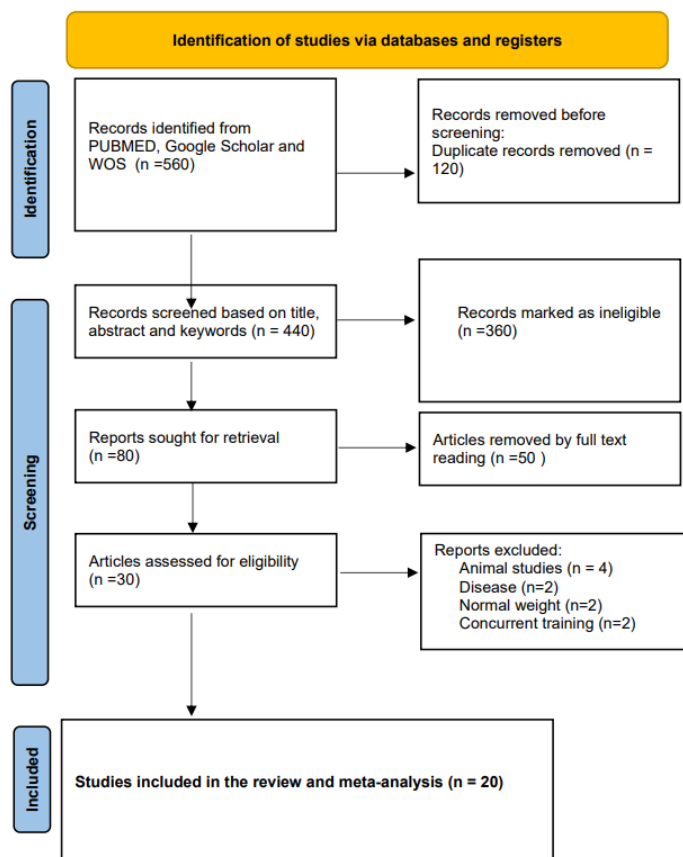 Identification of studies via databases and registers
Identification
Records identified from
PUBMED, Google Scholar and
WOS (n =560)
Records removed before
screening:
Duplicate records removed (n =
120)
Screening
Records screened based on title,
abstract and keywords (n = 440)
Records marked as ineligible
(n =360)
Reports sought for retrieval
(n =80)
Articles removed by full text
reading (n =50 )
Articles assessed for eligibility
(n =30)
Reports excluded:
Animal studies (n = 4)
Disease (n=2)
Normal weight (n=2)
Concurrent training (n=2)
Included
Studies included in the review and meta-analysis (n = 20)